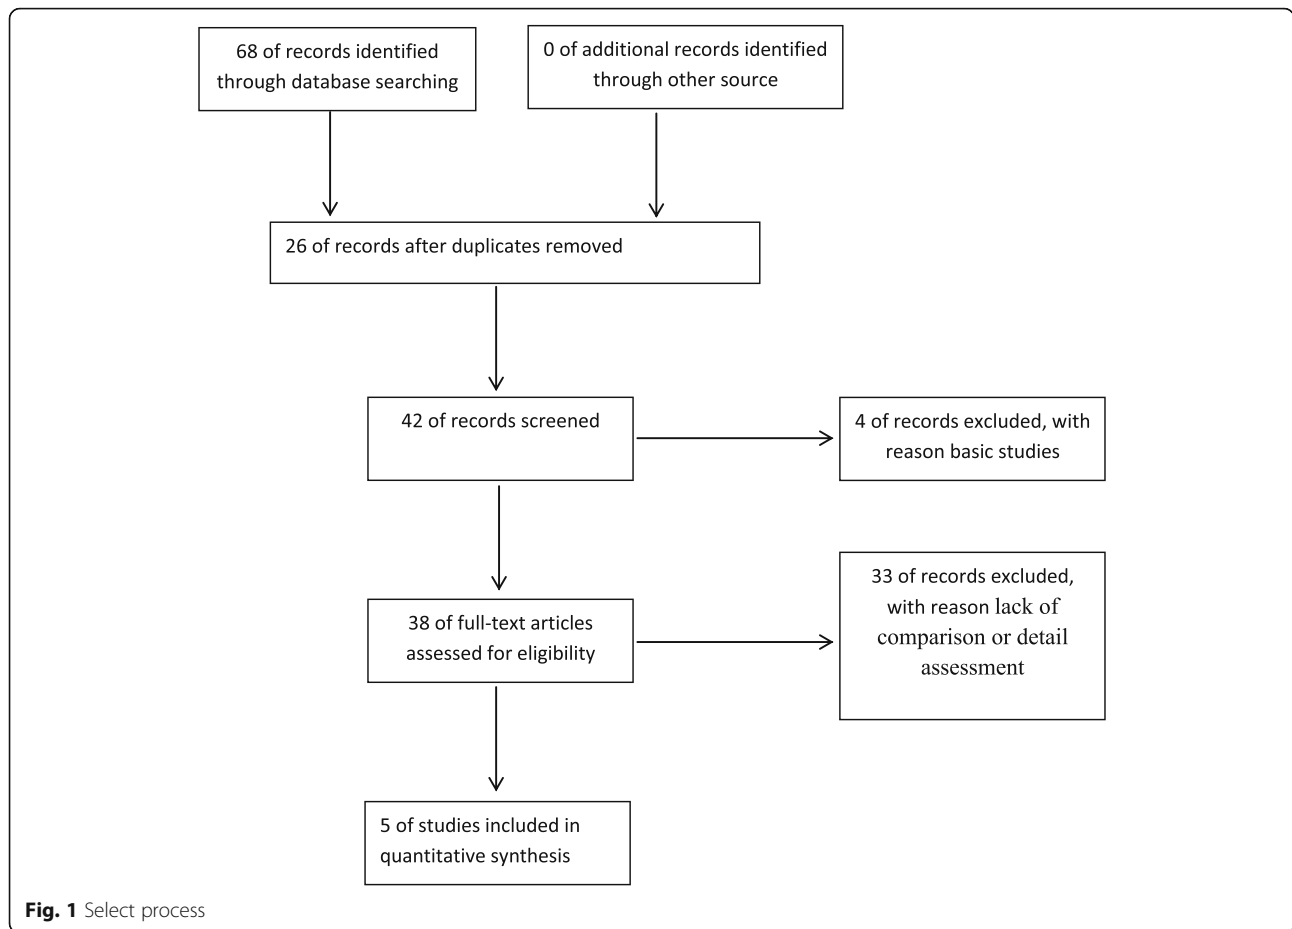 68 of records identified
through database searching
0 of additional records identified
through other source
26 of records after duplicates removed
42 of records screened
4 of records excluded, with
reason basic studies
38 of full-text articles
assessed for eligibility
33 of records excluded,
with reason lack of
comparison or detail
assessment
5 of studies included in
quantitative synthesis
Fig. 1 Select process